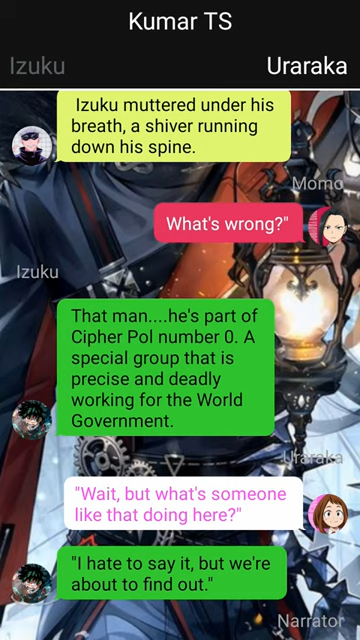 Kumar TS
Izuku
Uraraka
Izuku muttered under his
breath, a shiver running
down his spine.
Momo
What's wrong?"
Izuku
That man....he's part of
Cipher Pol number 0. A
special group that is
precise and deadly
working for the World
Government.
Uraraka
"Wait, but what's someone
like that doing here?"
"I hate to say it, but we're
about to find out."
Narrator